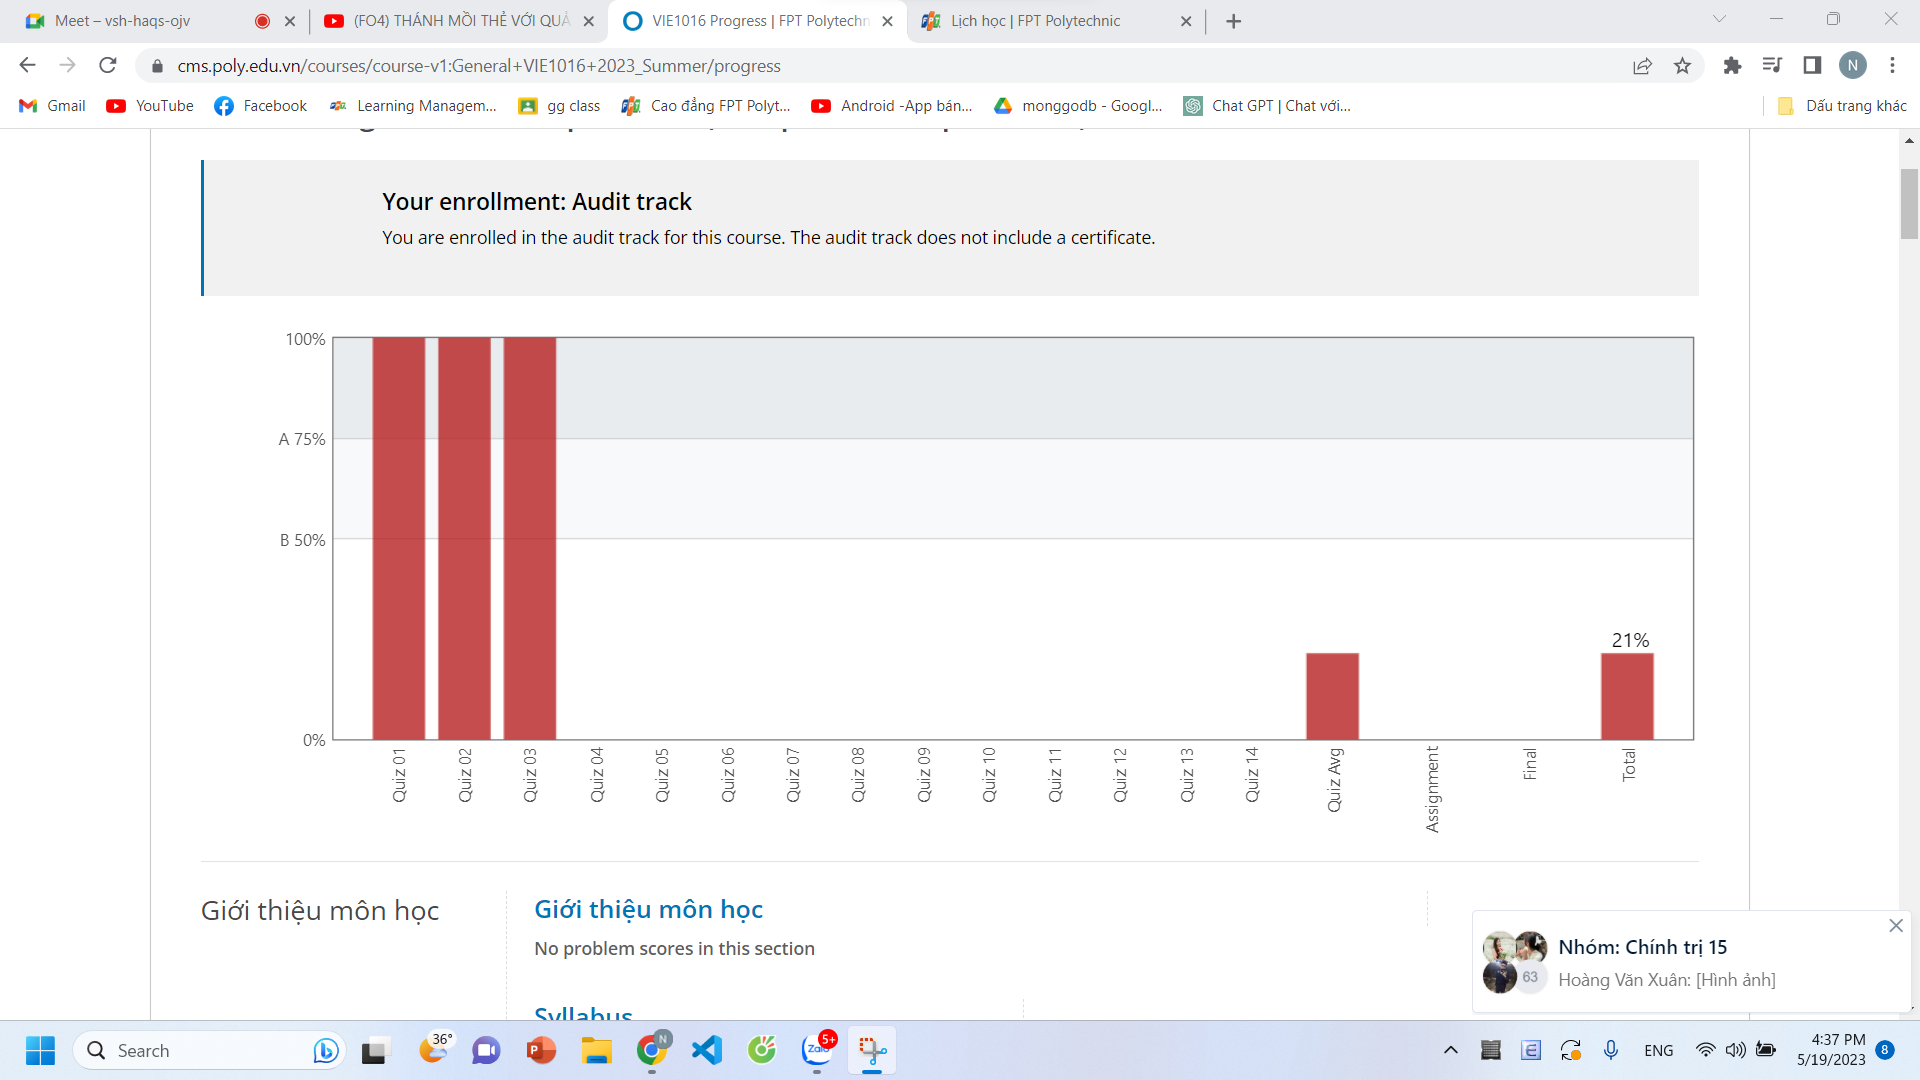 Meet – vsh-haqs-ojv
(FO4) THÁNH MỒI THẺ VỚI QUẢ
VIE1016 Progress | FPT Polytechn
Lịch học | FPT Polytechnic
cms.poly.edu.vn/courses/course-v1:General+VIE1016+2023_Summer/progress
N
Gmail
YouTube
Facebook
Learning Managem...
gg class
Cao đẳng FPT Polyt...
Android -App bán...
monggodb - Googl...
Chat GPT | Chat với...
Dấu trang khác
Your enrollment: Audit track
You are enrolled in the audit track for this course. The audit track does not include a certificate.
100%
A 75%
B 50%
0%
21%
Quiz 01
Quiz 02
Quiz 03
Quiz 04
Quiz 05
Quiz 06
Quiz 07
Quiz 08
Quiz 09
Quiz 10
Quiz 11
Quiz 12
Quiz 13
Quiz 14
Quiz Avg
Assignment
Final
Total
Giới thiệu môn học
Giới thiệu môn học
No problem scores in this section
Syllabus
Nhóm: Chính trị 15
63
Hoàng Văn Xuân: [Hình ảnh]
Search
36°
N
Zalo
5+
ENG
4:37 PM
5/19/2023
8